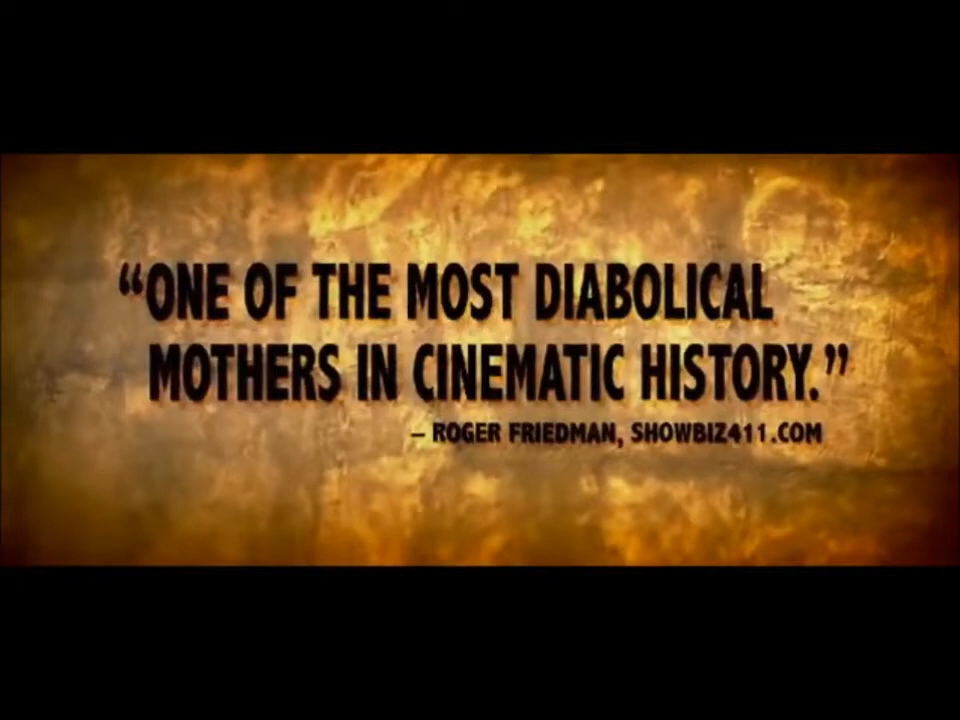 “ONE OF THE MOST DIABOLICAL
MOTHERS IN CINEMATIC HISTORY.”
– ROGER FRIEDMAN, SHOWBIZ411.COM